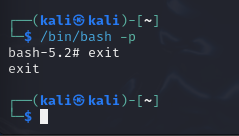 ┌──(kali㉿kali)-[~]
└─$ /bin/bash -p
bash-5.2# exit
exit
┌──(kali㉿kali)-[~]
└─$